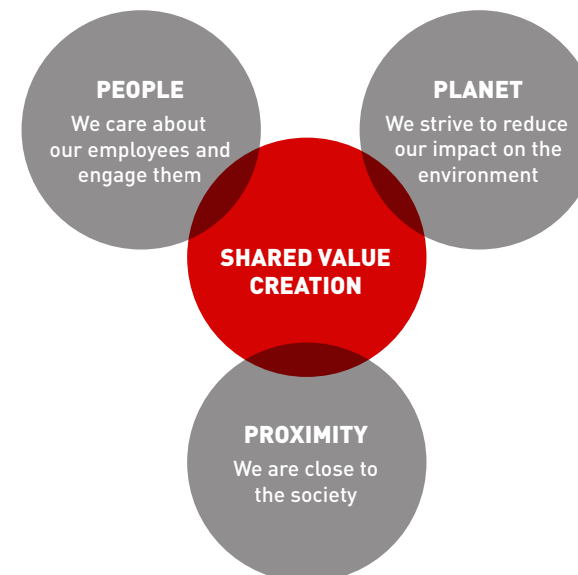 PEOPLE
We care about
our employees and
engage them
PLANET
We strive to reduce
our impact on the
environment
SHARED VALUE
CREATION
PROXIMITY
We are close to
the society